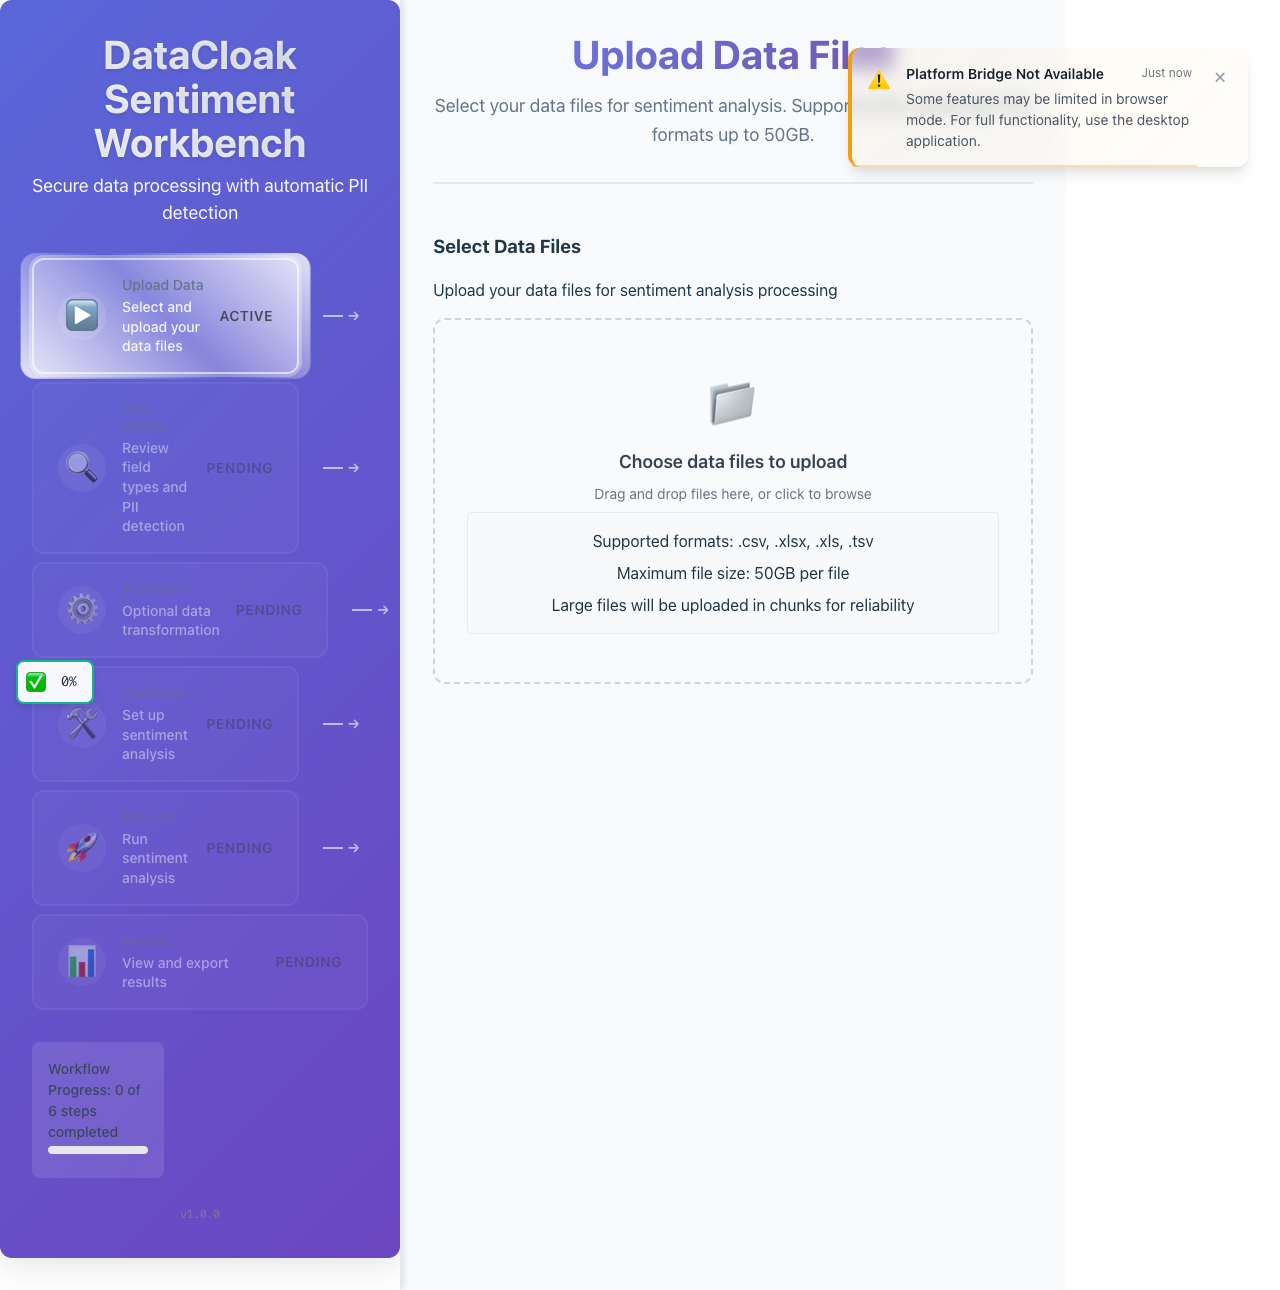 DataCloak
Sentiment
Workbench
Secure data processing with automatic PII
detection
Upload Data
Select and
upload your
data files
ACTIVE
Review
field
types and
PII
detection
PENDING
Optional data
transformation
PENDING
0%
Set up
sentiment
analysis
PENDING
Run
sentiment
analysis
PENDING
View and export
results
PENDING
Workflow
Progress: 0 of
6 steps
completed
v1.0.0
Upload Data Fil
Select your data files for sentiment analysis. Suppor
formats up to 50GB.
Platform Bridge Not Available
Just now
Some features may be limited in browser
mode. For full functionality, use the desktop
application.
Select Data Files
Upload your data files for sentiment analysis processing
Choose data files to upload
Drag and drop files here, or click to browse
Supported formats: .csv, .xlsx, .xls, .tsv
Maximum file size: 50GB per file
Large files will be uploaded in chunks for reliability